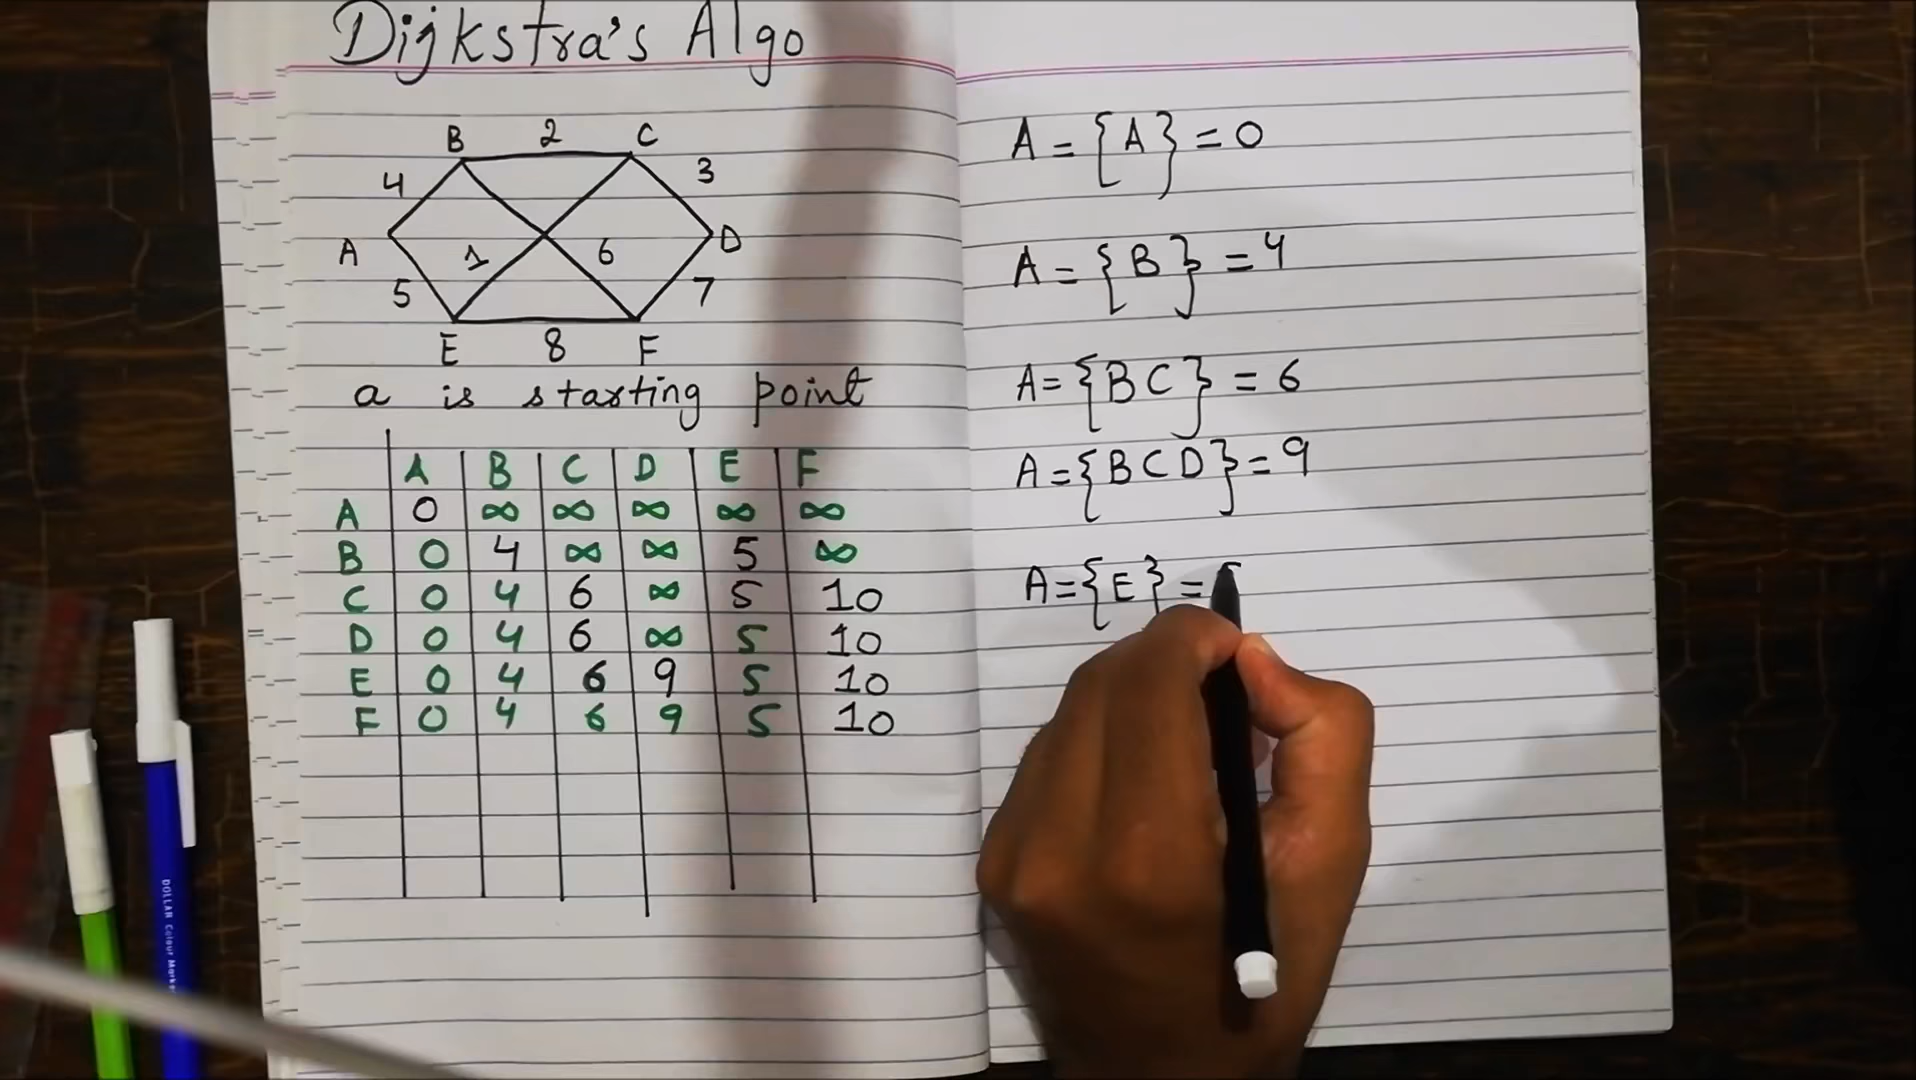 Dijkstra's Algo
B 2 C
4 3
A 1 6 D
5 7
E 8 F
a is starting point
A B C D E F
A 0 ∞ ∞ ∞ ∞ ∞
B 0 4 ∞ ∞ 5 ∞
C 0 4 6 ∞ 5 10
D 0 4 6 ∞ 5 10
E 0 4 6 9 5 10
F 0 4 6 9 5 10
A = {A} = 0
A = {B} = 4
A = {BC} = 6
A = {BCD} = 9
A = {E} =
DOLLAR Colour Marker